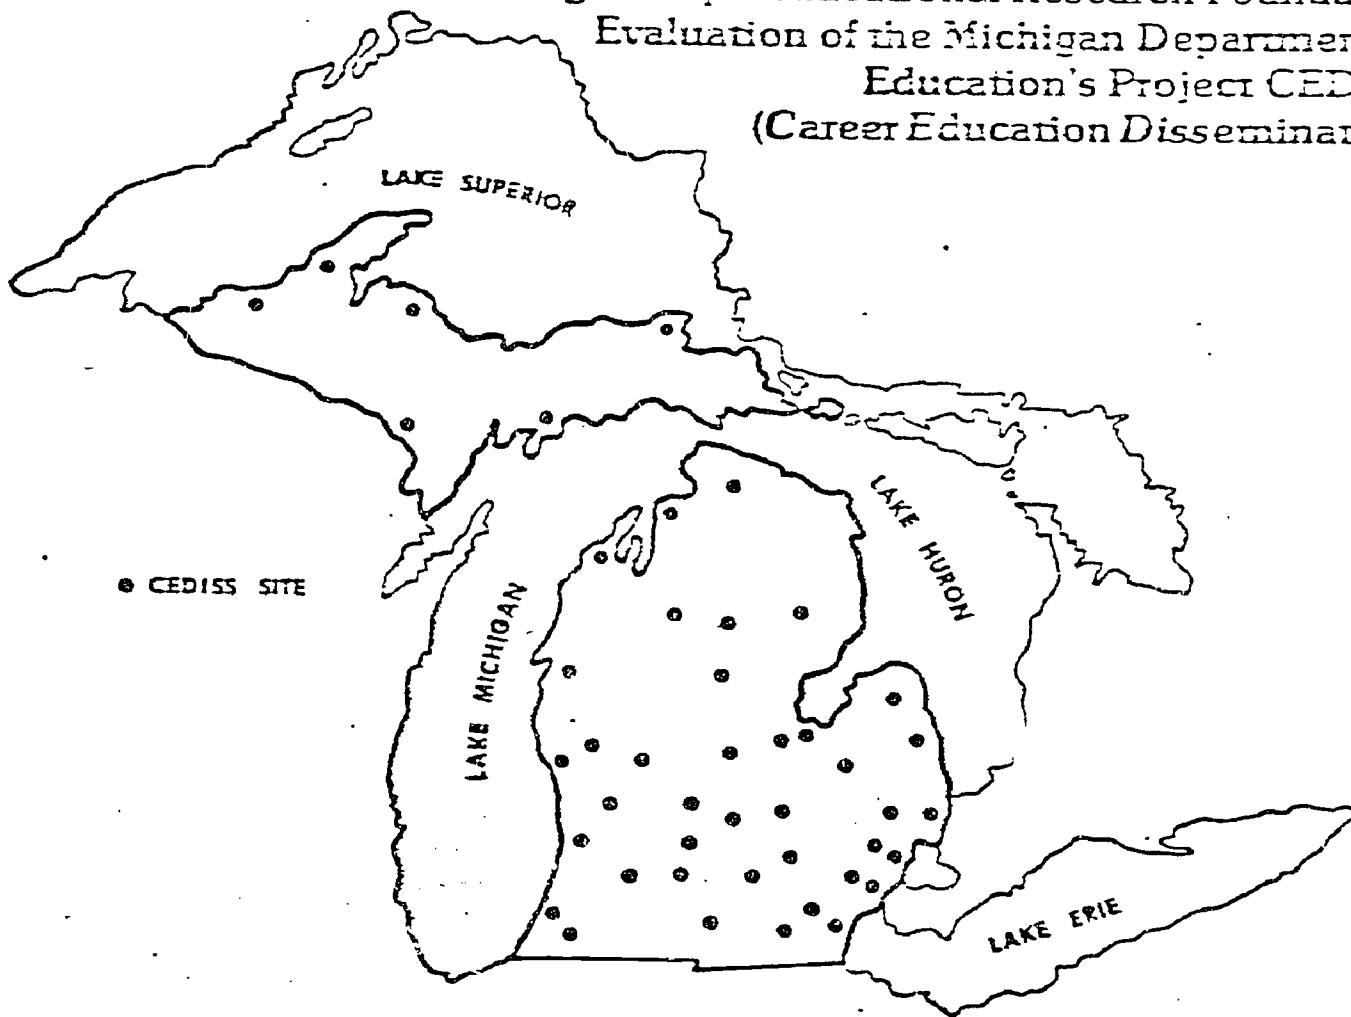 Evaluation of the Michigan Departmen
Education's Project CED
(Career Education Disseminat
LAKE SUPERIOR
LAKE HURON
CEDISS SITE
LAKE MICHIGAN
LAKE ERIE